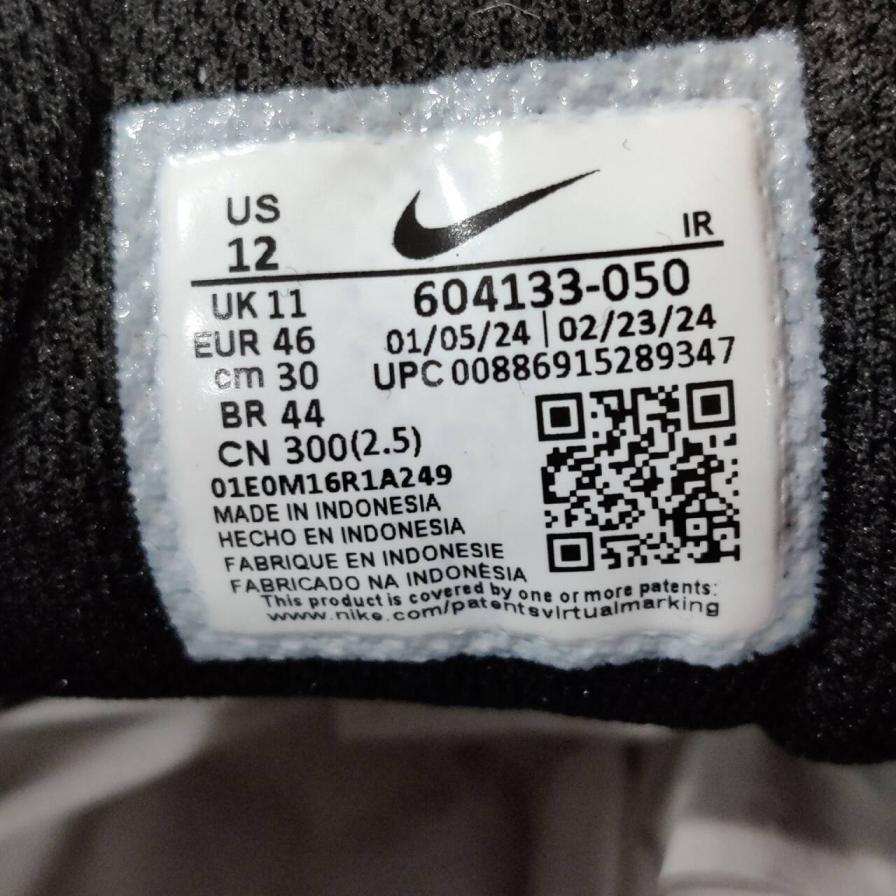 US
12
IR
UK 11
EUR 46
cm 30
BR 44
CN 300(2.5)
604133-050
01/05/24 | 02/23/24
UPC 00886915289347
01E0M16R1A249
MADE IN INDONESIA
HECHO EN INDONESIA
FABRIQUE EN INDONESIE
FABRICADO NA INDONÉSIA
This product is covered by one or more patents:
www.nike.com/patentsvirtualmarking